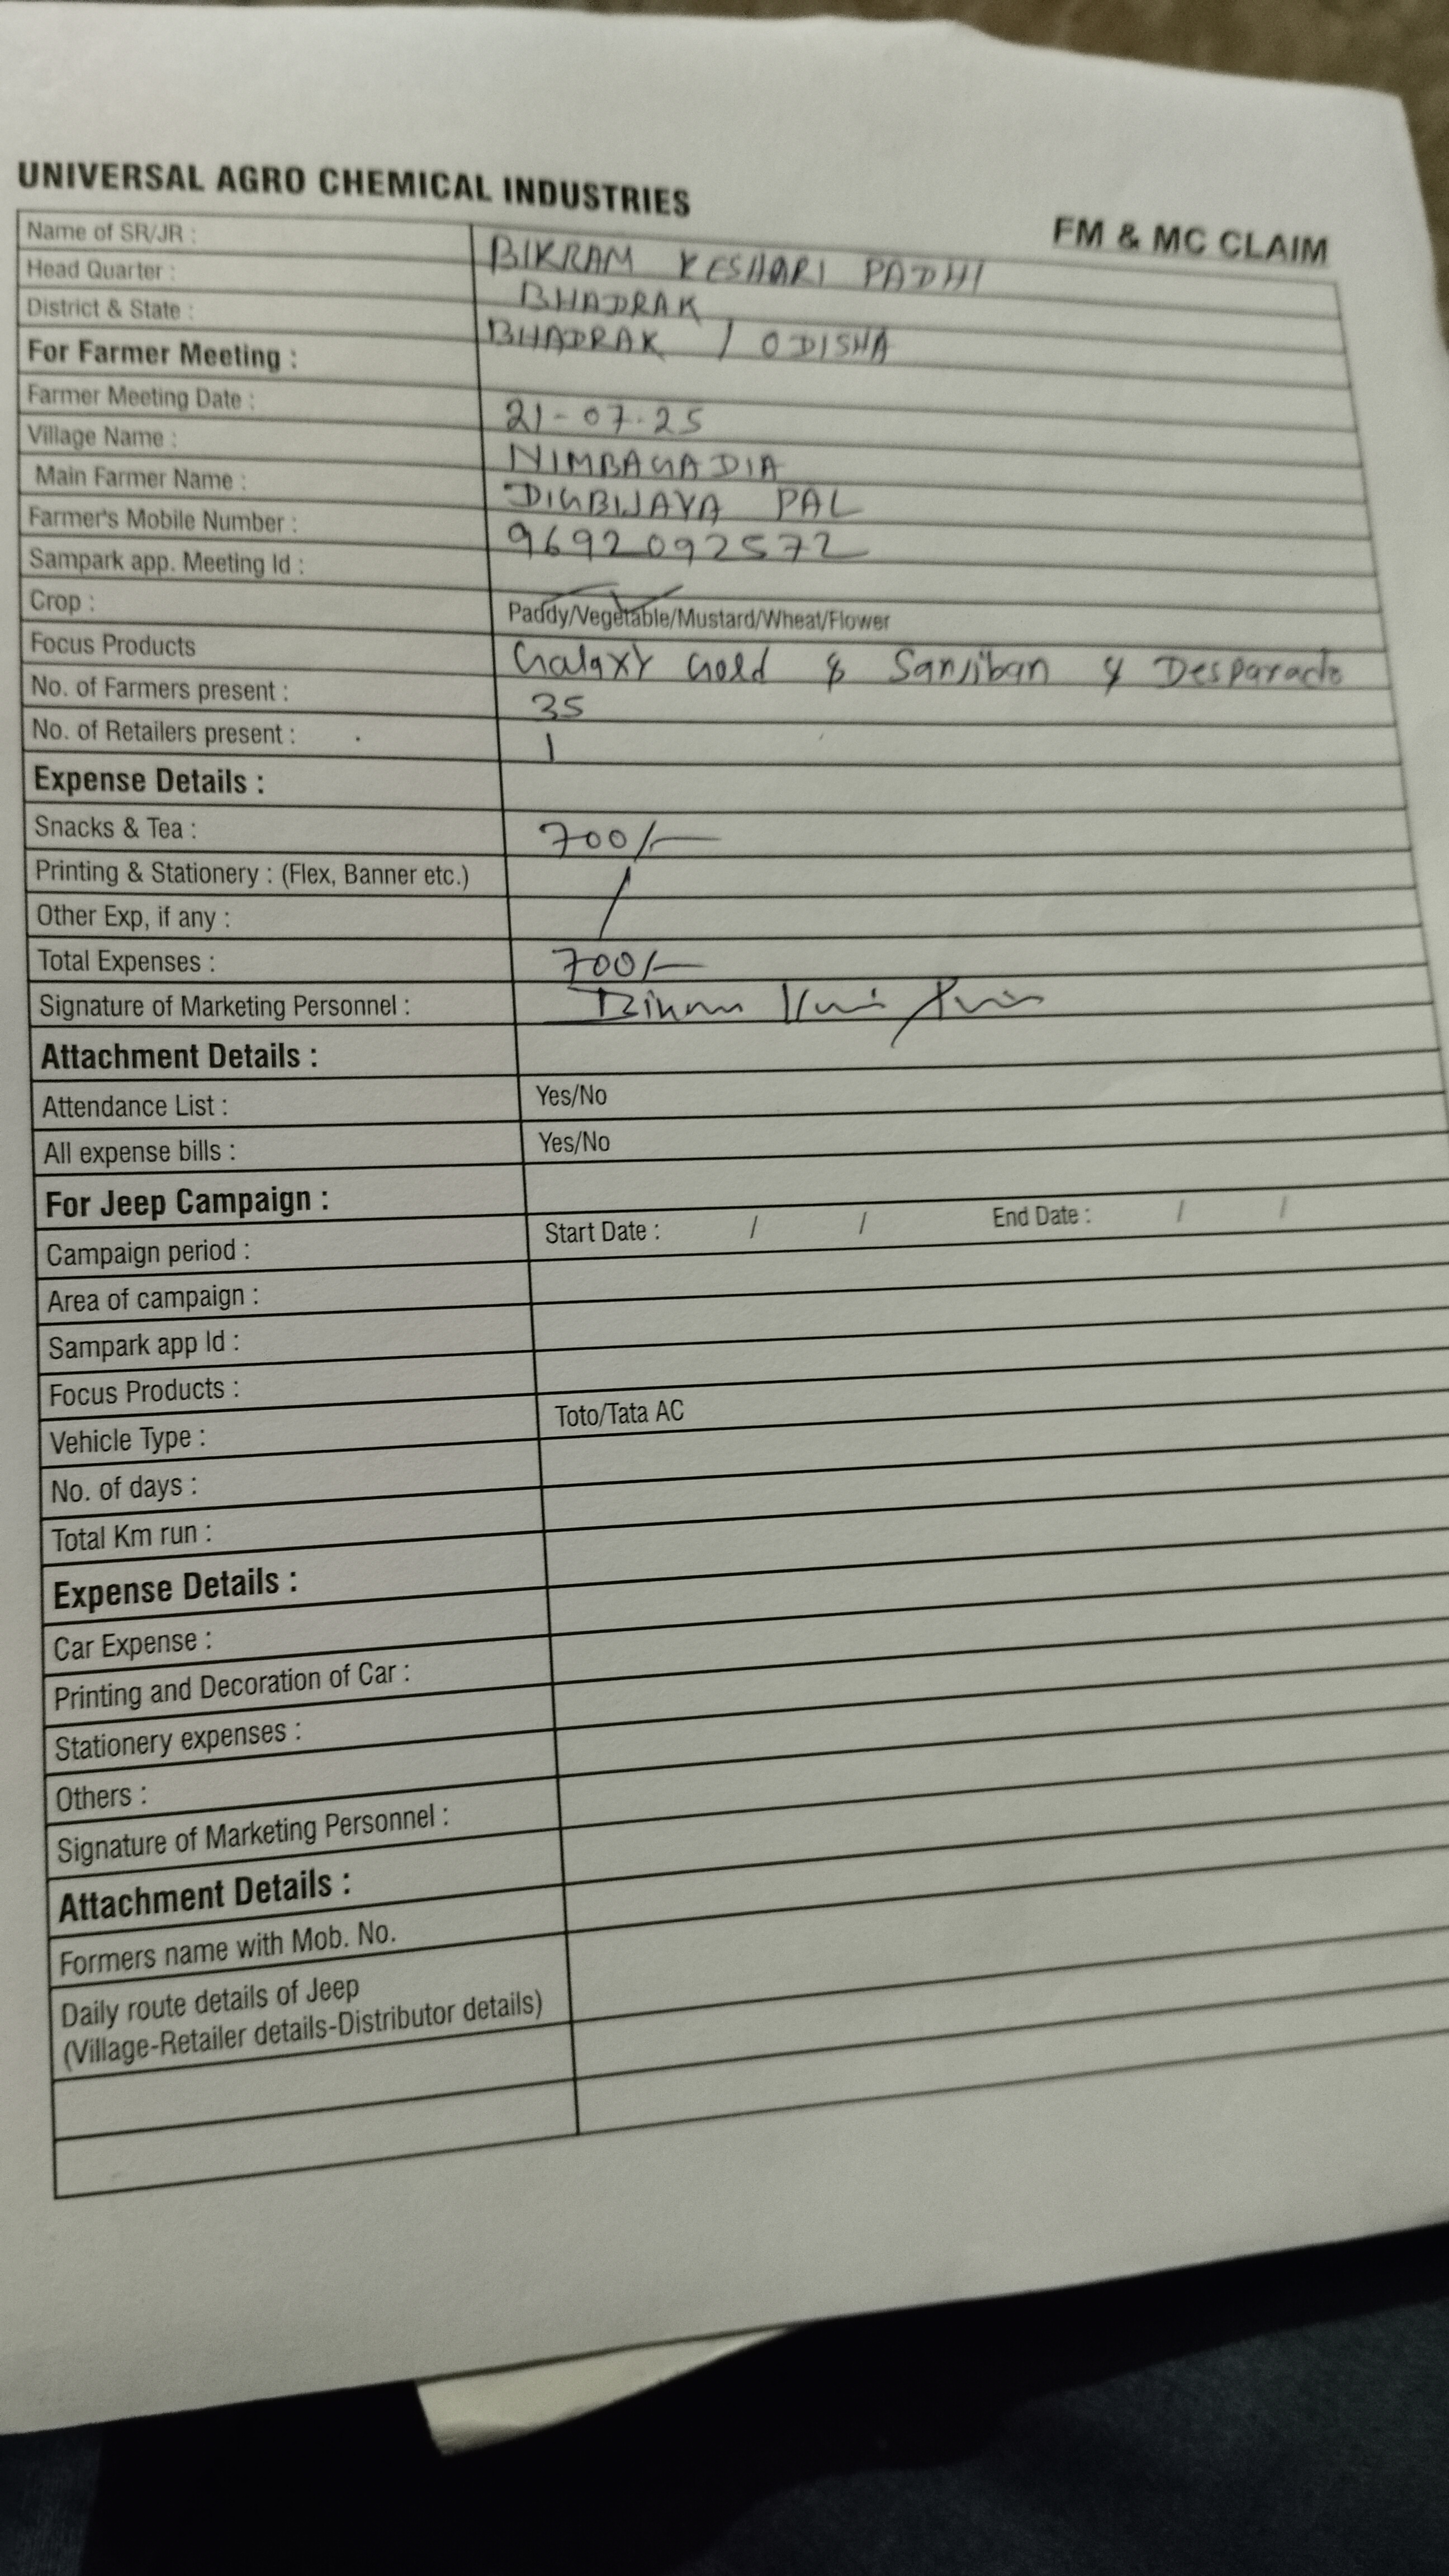 UNIVERSAL AGRO CHEMICAL INDUSTRIES
FM & MC CLAIM
Name of SR/JR : BIKRAM KESHARI PADHI
Head Quarter : BHADRAK
District & State : BHADRAK / ODISHA
For Farmer Meeting :
Farmer Meeting Date : 21-07-25
Village Name : NIMBAGADIA
Main Farmer Name : DIGBIJAYA PAL
Farmer's Mobile Number : 9692092572
Sampark app. Meeting Id :
Crop : Paddy/Vegetable/Mustard/Wheat/Flower
Focus Products Galaxy Gold & Sanjiban & Desparado
No. of Farmers present : 35
No. of Retailers present : 1
Expense Details :
Snacks & Tea : 700/-
Printing & Stationery : (Flex, Banner etc.)
Other Exp, if any :
Total Expenses : 700/-
Signature of Marketing Personnel :
Attachment Details :
Attendance List : Yes/No
All expense bills : Yes/No
For Jeep Campaign :
Campaign period : Start Date : / / End Date : / /
Area of campaign :
Sampark app Id :
Focus Products :
Vehicle Type : Toto/Tata AC
No. of days :
Total Km run :
Expense Details :
Car Expense :
Printing and Decoration of Car :
Stationery expenses :
Others :
Signature of Marketing Personnel :
Attachment Details :
Formers name with Mob. No.
Daily route details of Jeep
(Village-Retailer details-Distributor details)